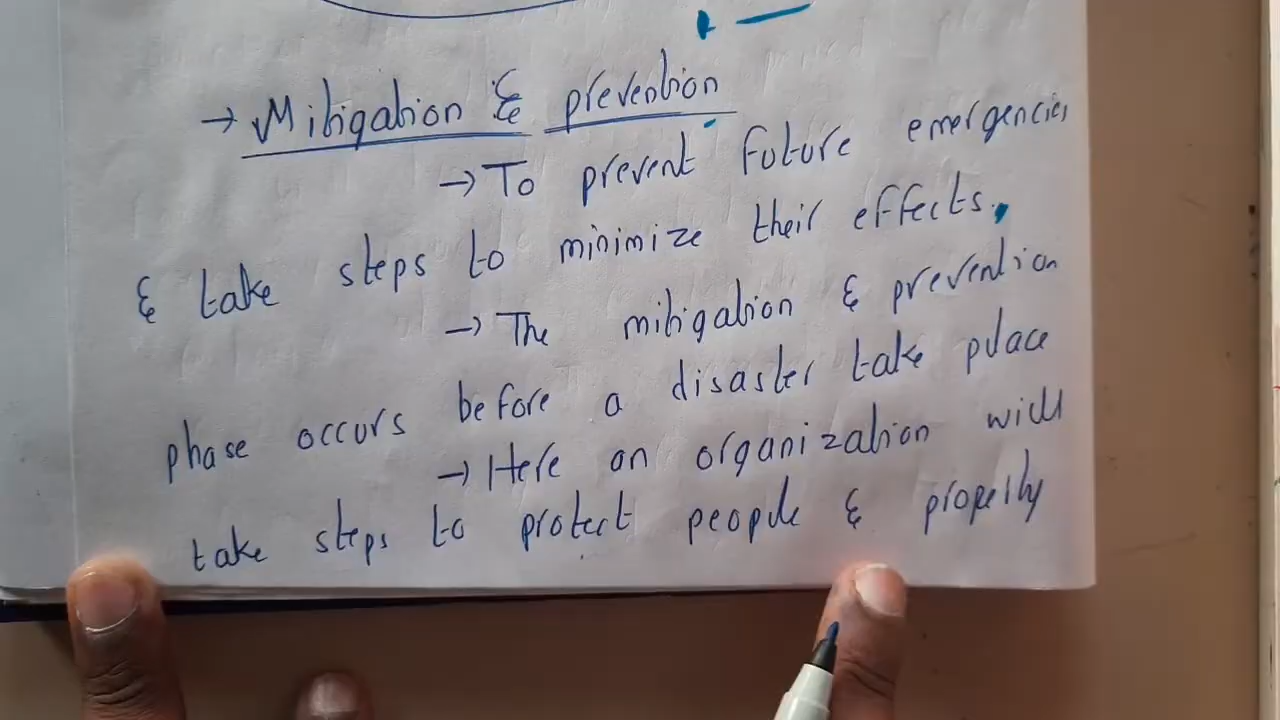 → Mitigation & prevention
→ To prevent future emergencies
& take steps to minimize their effects.
→ The mitigation & prevention
phase occurs before a disaster take place
→ Here an organization will
take steps to protect people & property